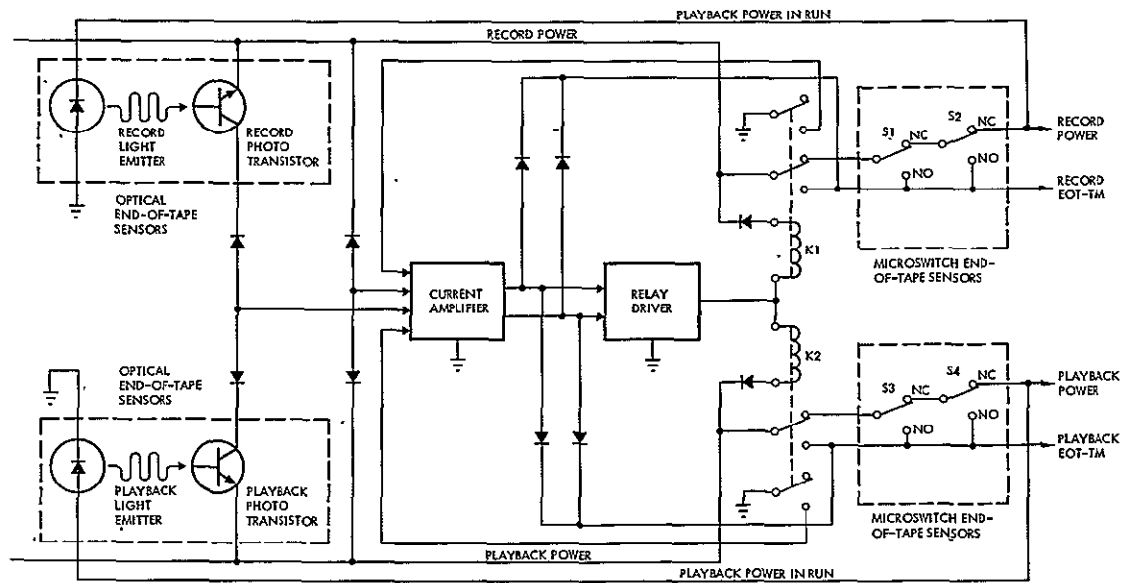 PLAYBACK POWER IN RUN
RECORD POWER
RECORD
LIGHT
EMITTER
RECORD
PHOTO
TRANSISTOR
OPTICAL
END-OF-TAPE
SENSORS
S1
NC
S2
NC
NO
NO
RECORD
POWER
RECORD
EOT-TM
MICROSWITCH END-
OF-TAPE SENSORS
K1
CURRENT
AMPLIFIER
RELAY
DRIVER
K2
OPTICAL
END-OF-TAPE
SENSORS
PLAYBACK
LIGHT
EMITTER
PLAYBACK
PHOTO
TRANSISTOR
S3
NC
S4
NC
NO
NO
PLAYBACK
POWER
PLAYBACK
EOT-TM
MICROSWITCH END-
OF-TAPE SENSORS
PLAYBACK POWER
PLAYBACK POWER IN RUN